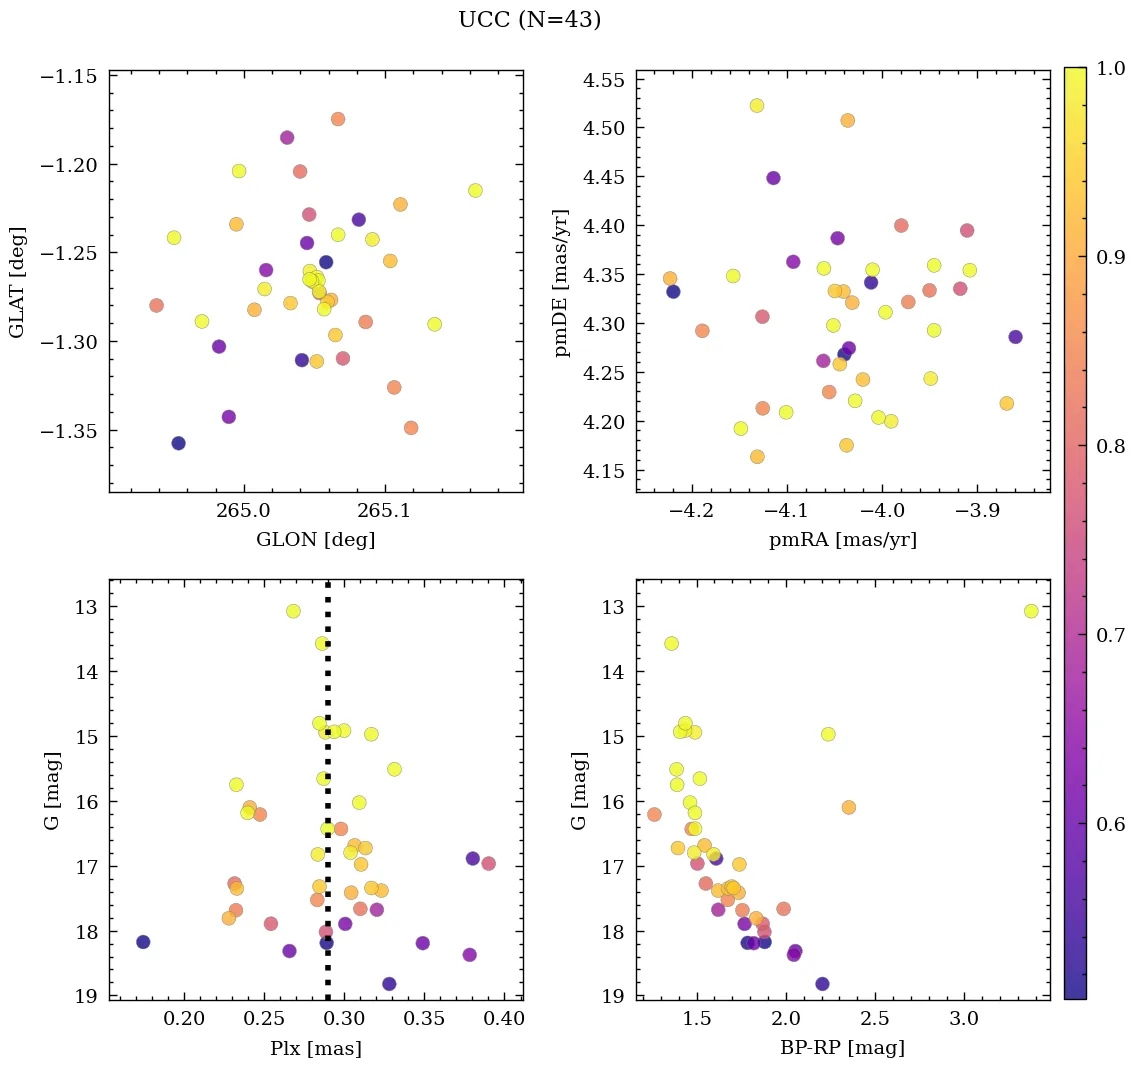 UCC (N=43)
−1.15
−1.20
−1.25
−1.30
−1.35
GLAT [deg]
265.0 265.1
GLON [deg]
4.55
4.50
4.45
4.40
4.35
4.30
4.25
4.20
4.15
pmDE [mas/yr]
−4.2 −4.1 −4.0 −3.9
pmRA [mas/yr]
13
14
15
16
17
18
19
G [mag]
0.20 0.25 0.30 0.35 0.40
Plx [mas]
13
14
15
16
17
18
19
G [mag]
1.5 2.0 2.5 3.0
BP-RP [mag]
1.0
0.9
0.8
0.7
0.6